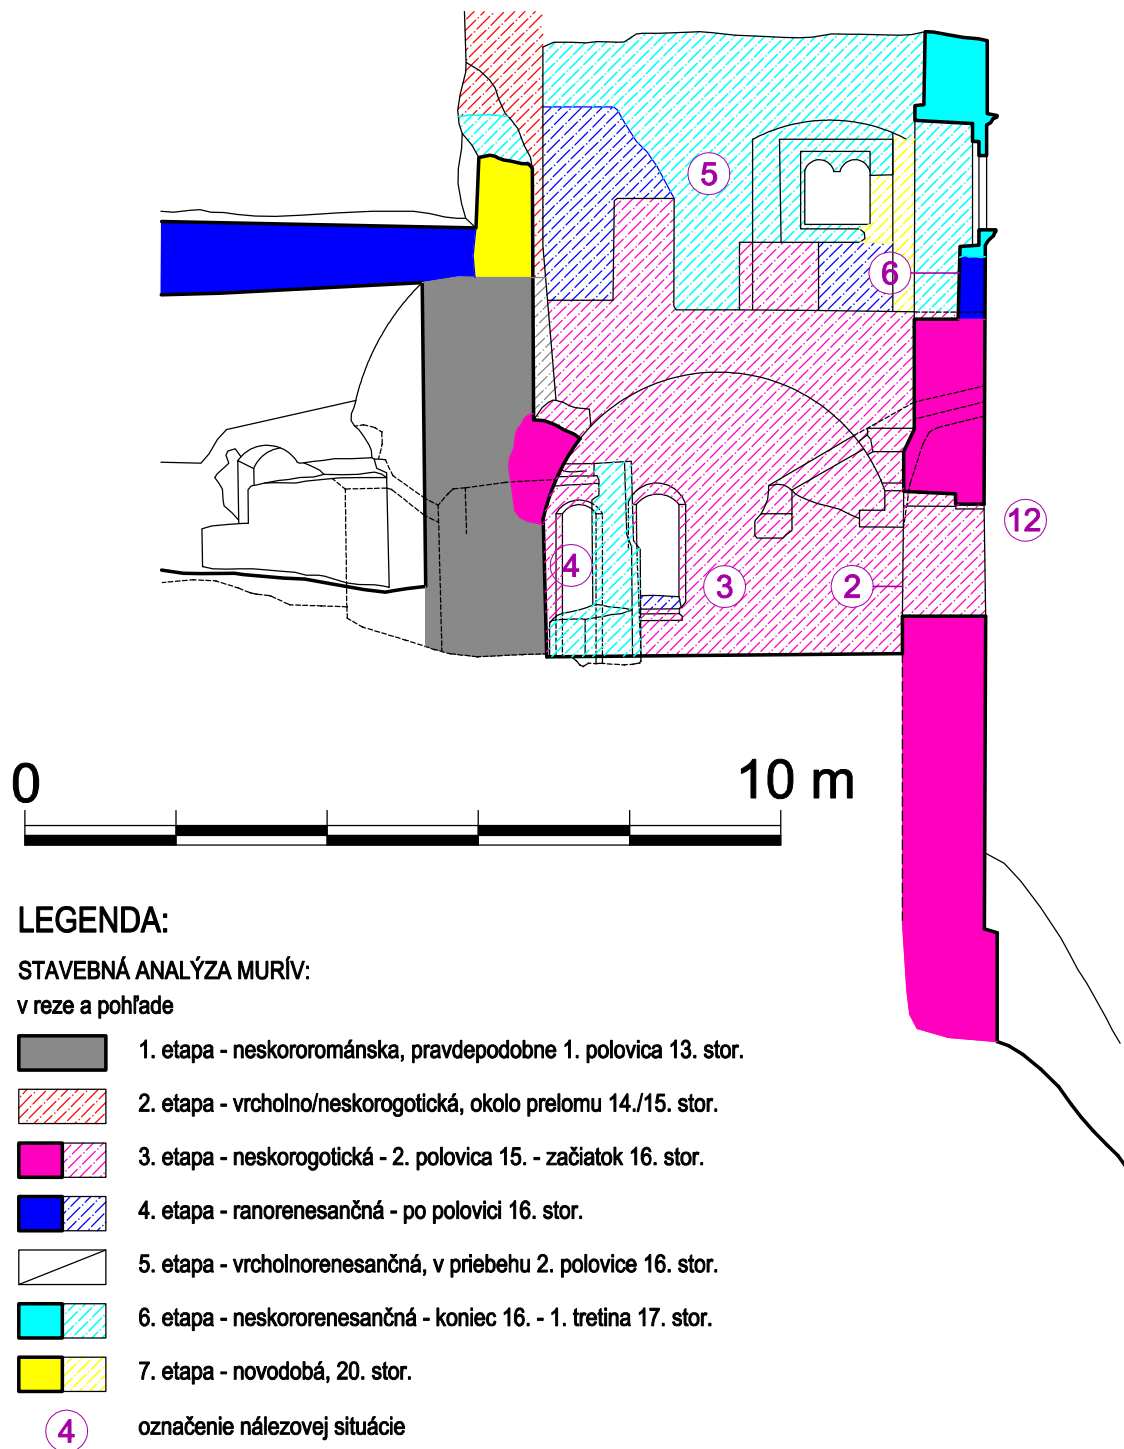 5
6
4
3
2
12
0 10 m
LEGENDA:
STAVEBNÁ ANALÝZA MURÍV:
v reze a pohľade
1. etapa - neskororománska, pravdepodobne 1. polovica 13. stor.
2. etapa - vrcholno/neskorogotická, okolo prelomu 14./15. stor.
3. etapa - neskorogotická - 2. polovica 15. - začiatok 16. stor.
4. etapa - ranorenesančná - po polovici 16. stor.
5. etapa - vrcholnorenesančná, v priebehu 2. polovice 16. stor.
6. etapa - neskororenesančná - koniec 16. - 1. tretina 17. stor.
7. etapa - novodobá, 20. stor.
4 označenie nálezovej situácie